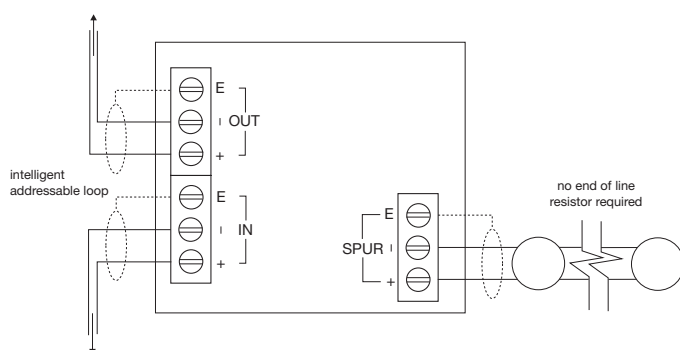 E
– OUT
+
intelligent
addressable loop
E
– IN
+
no end of line
resistor required
E
SPUR –
+